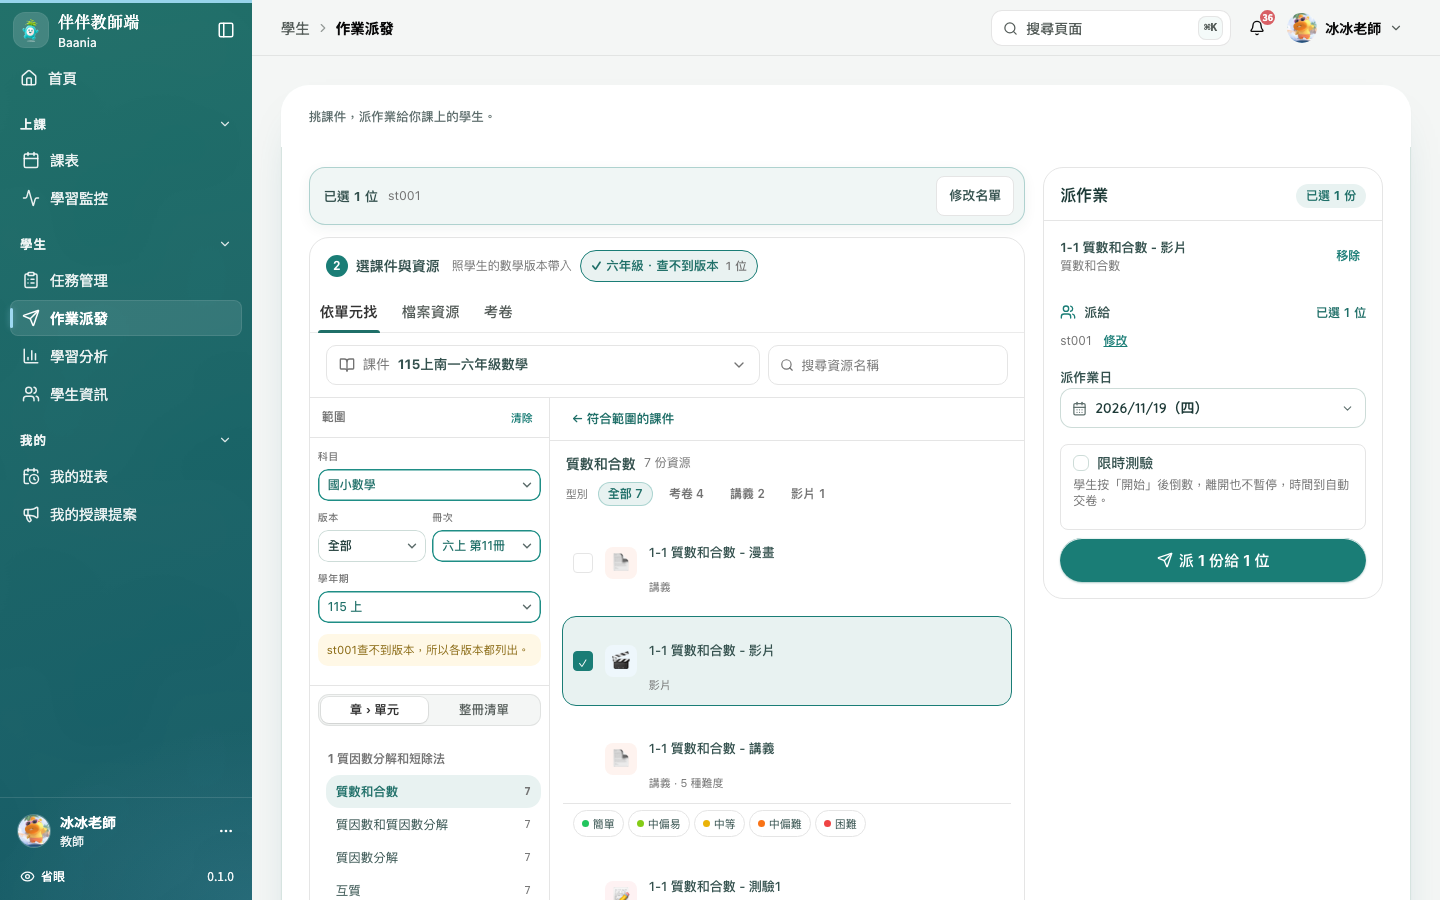 伴伴教師端
Baania
首頁
上課
課表
學習監控
學生
任務管理
作業派發
學習分析
學生資訊
我的
我的班表
我的授課提案
冰冰老師
教師
省眼
0.1.0
學生 › 作業派發
搜尋頁面
⌘K
36
冰冰老師
挑課件，派作業給你課上的學生。
已選 1 位 st001
修改名單
2 選課件與資源 照學生的數學版本帶入 ✓ 六年級 · 查不到版本 1 位
依單元找 檔案資源 考卷
課件 115上南一六年級數學
搜尋資源名稱
範圍 清除
科目
國小數學
版本 冊次
全部 六上 第11冊
學年期
115 上
st001查不到版本，所以各版本都列出。
章 › 單元 整冊清單
1 質因數分解和短除法
質數和合數 7
質因數和質因數分解 7
質因數分解 7
互質 7
← 符合範圍的課件
質數和合數 7 份資源
型別 全部 7 考卷 4 講義 2 影片 1
1-1 質數和合數 - 漫畫
講義
1-1 質數和合數 - 影片
影片
1-1 質數和合數 - 講義
講義 · 5 種難度
簡單 中偏易 中等 中偏難 困難
1-1 質數和合數 - 測驗1
派作業 已選 1 份
1-1 質數和合數 - 影片
質數和合數
移除
派給 已選 1 位
st001 修改
派作業日
2026/11/19（四）
限時測驗
學生按「開始」後倒數，離開也不暫停，時間到自動
交卷。
派 1 份給 1 位